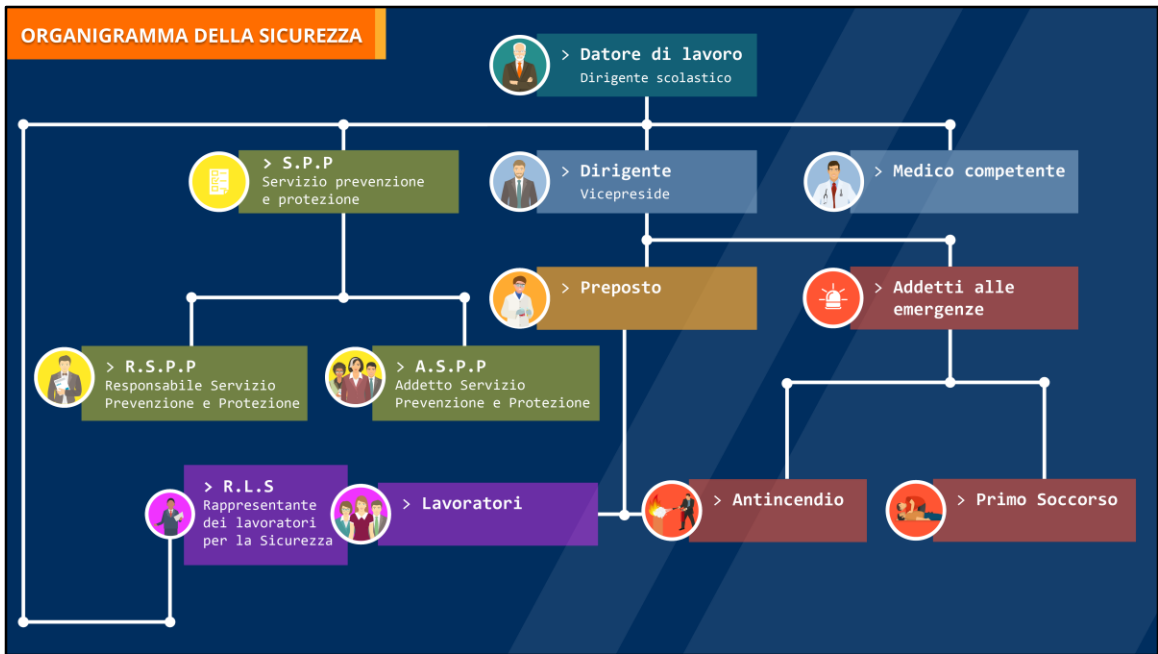 ORGANIGRAMMA DELLA SICUREZZA
> Datore di lavoro
Dirigente scolastico
> S.P.P
Servizio prevenzione
e protezione
> Dirigente
Vicepreside
> Medico competente
> Preposto
> Addetti alle
emergenze
> R.S.P.P
Responsabile Servizio
Prevenzione e Protezione
> A.S.P.P
Addetto Servizio
Prevenzione e Protezione
> R.L.S
Rappresentante
dei lavoratori
per la Sicurezza
> Lavoratori
> Antincendio
> Primo Soccorso